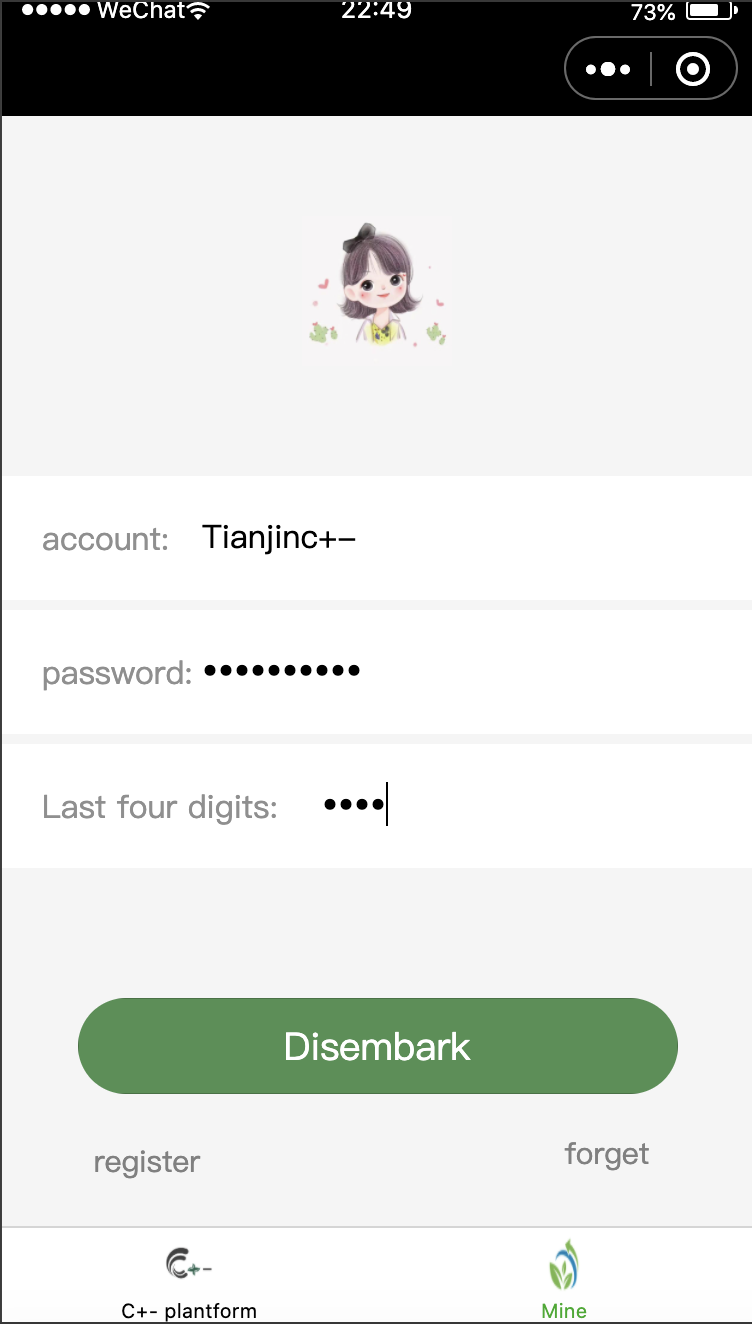 WeChat 22:49 73%
account: Tianjinc+–
password: ••••••••••
Last four digits: ••••
Disembark
register forget
C+- plantform Mine